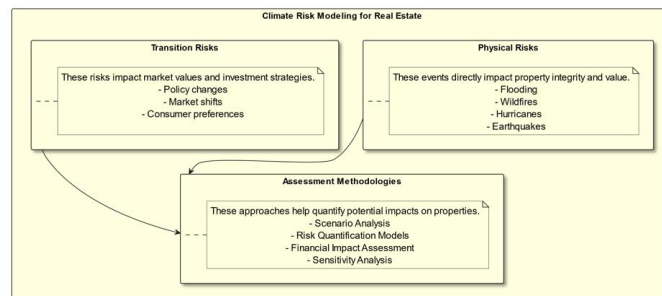 Climate Risk Modeling for Real Estate
Transition Risks
These risks impact market values and investment strategies.
- Policy changes
- Market shifts
- Consumer preferences
Physical Risks
These events directly impact property integrity and value.
- Flooding
- Wildfires
- Hurricanes
- Earthquakes
Assessment Methodologies
These approaches help quantify potential impacts on properties.
- Scenario Analysis
- Risk Quantification Models
- Financial Impact Assessment
- Sensitivity Analysis